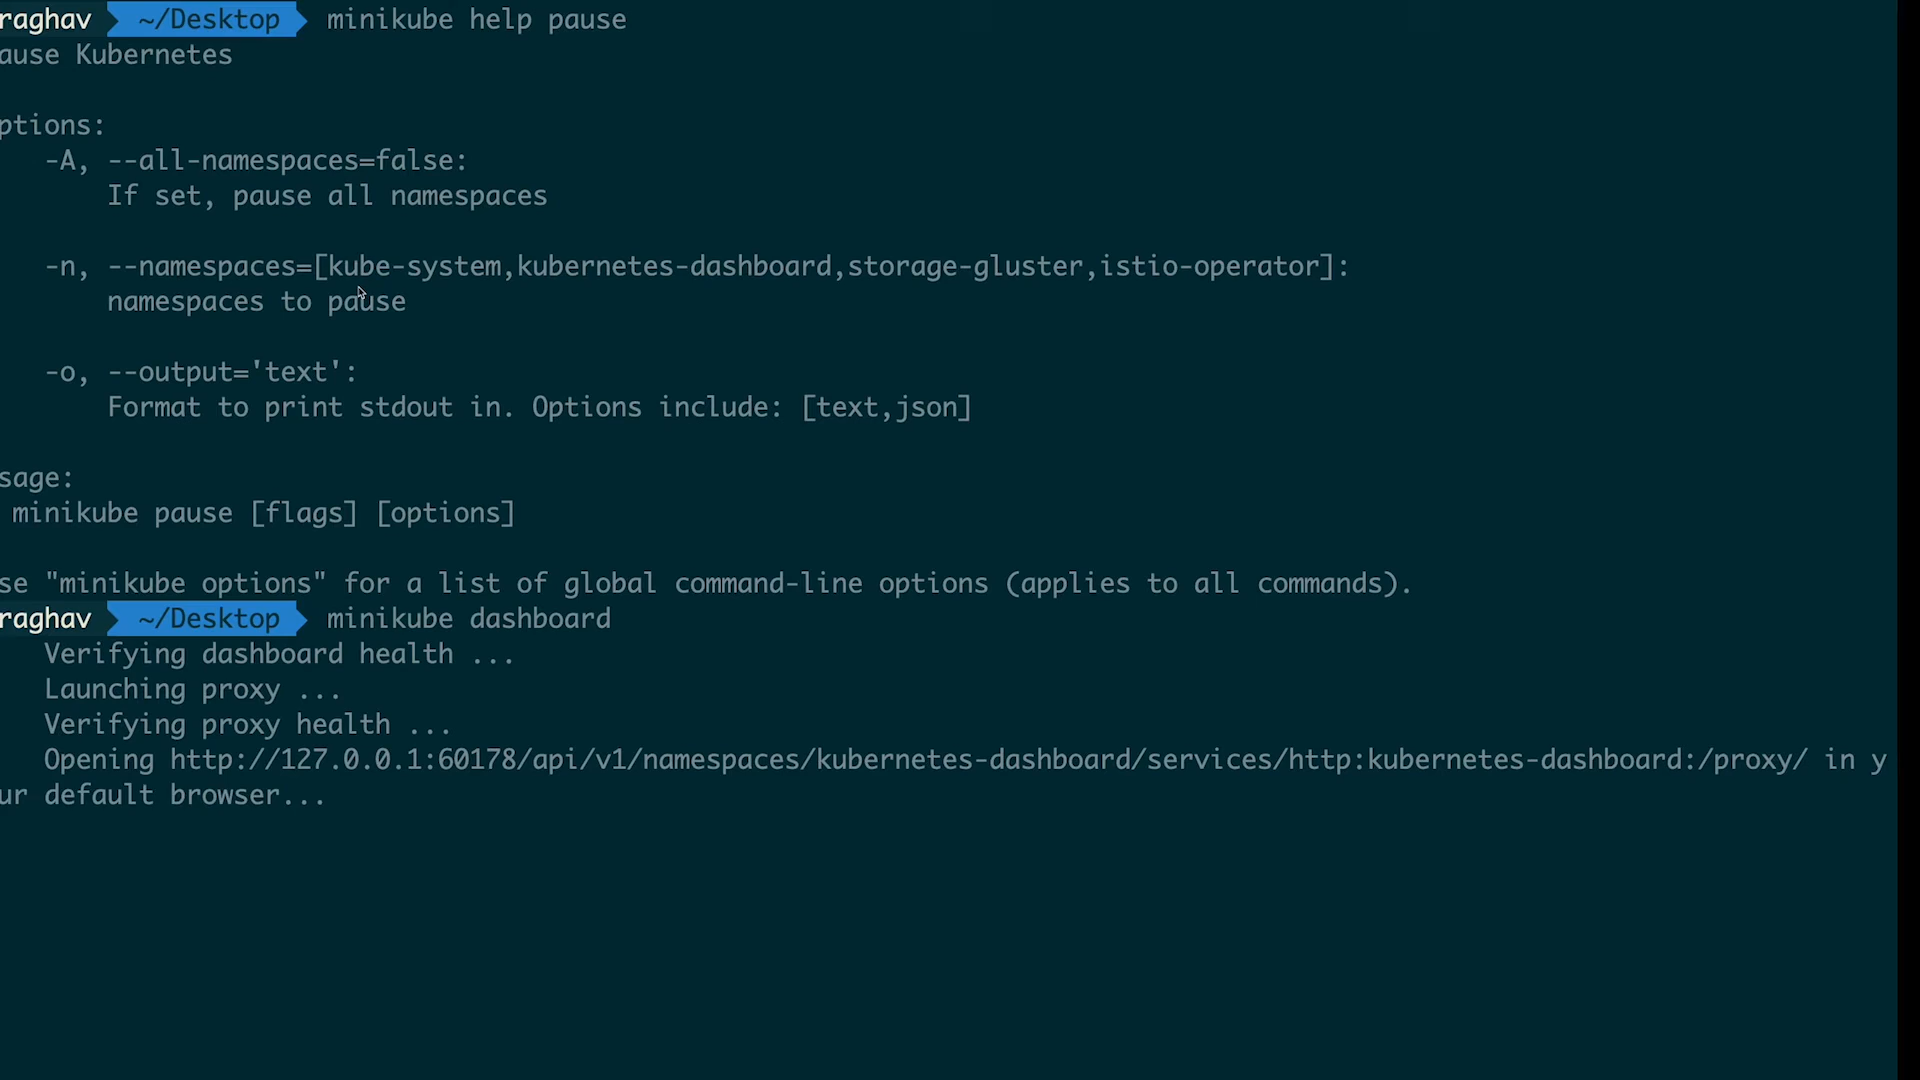 raghav ~/Desktop minikube help pause
ause Kubernetes
ptions:
-A, --all-namespaces=false:
If set, pause all namespaces
-n, --namespaces=[kube-system,kubernetes-dashboard,storage-gluster,istio-operator]:
namespaces to pause
-o, --output='text':
Format to print stdout in. Options include: [text,json]
sage:
minikube pause [flags] [options]
se "minikube options" for a list of global command-line options (applies to all commands).
raghav ~/Desktop minikube dashboard
Verifying dashboard health ...
Launching proxy ...
Verifying proxy health ...
Opening http://127.0.0.1:60178/api/v1/namespaces/kubernetes-dashboard/services/http:kubernetes-dashboard:/proxy/ in y
ur default browser...